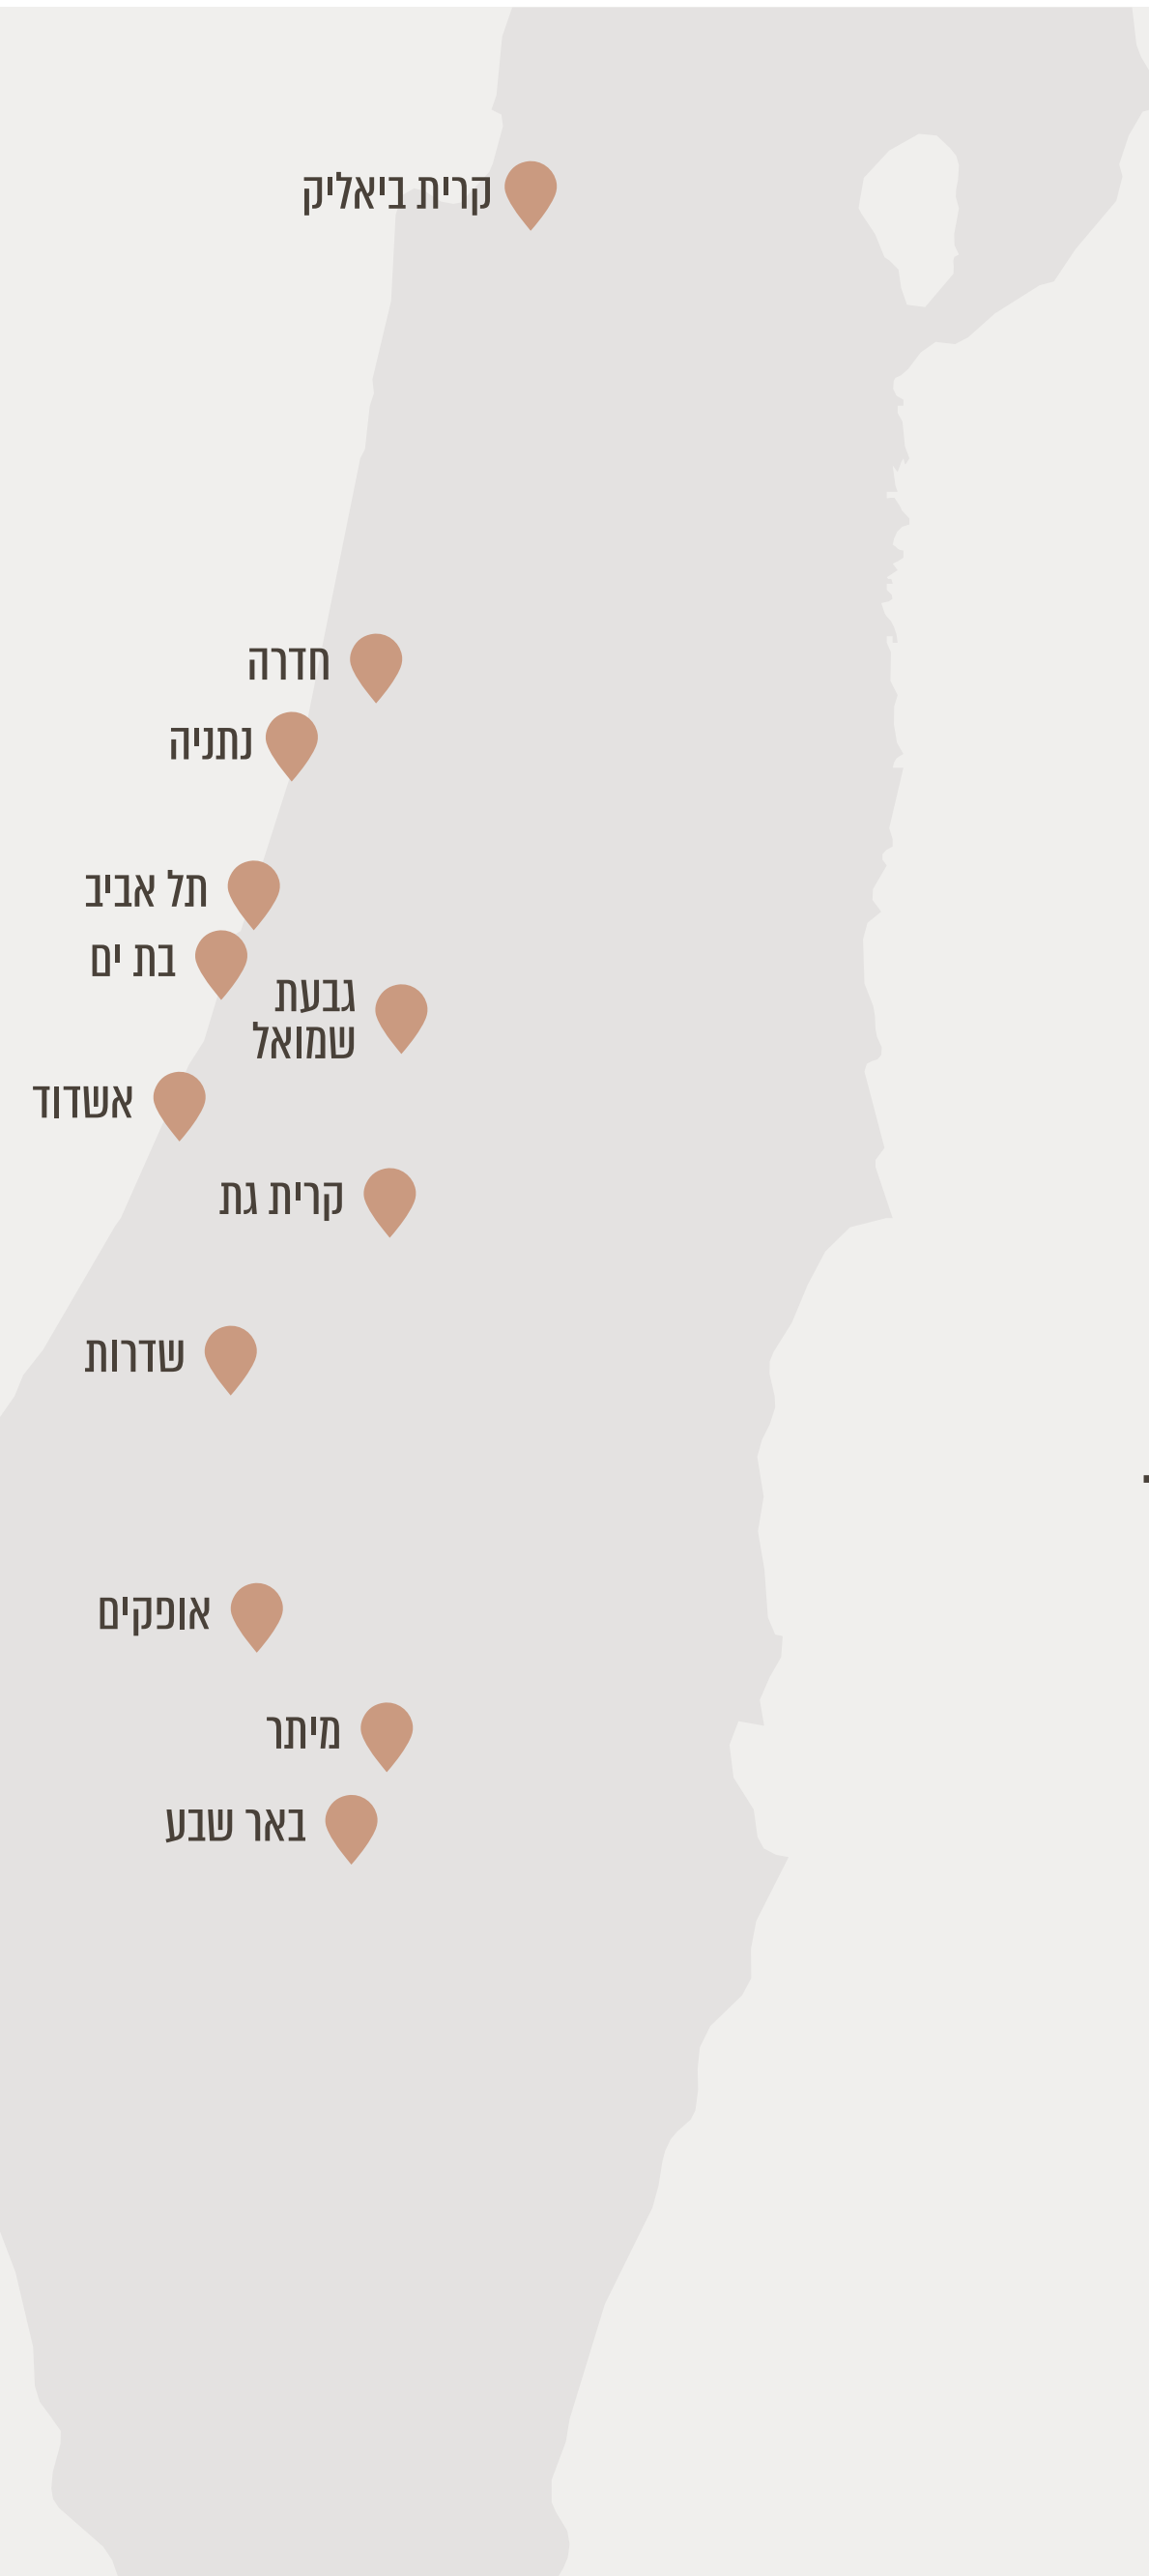 קרית ביאליק
חדרה
נתניה
תל אביב
בת ים
גבעת
שמואל
אשדוד
קרית גת
שדרות
אופקים
מיתר
באר שבע